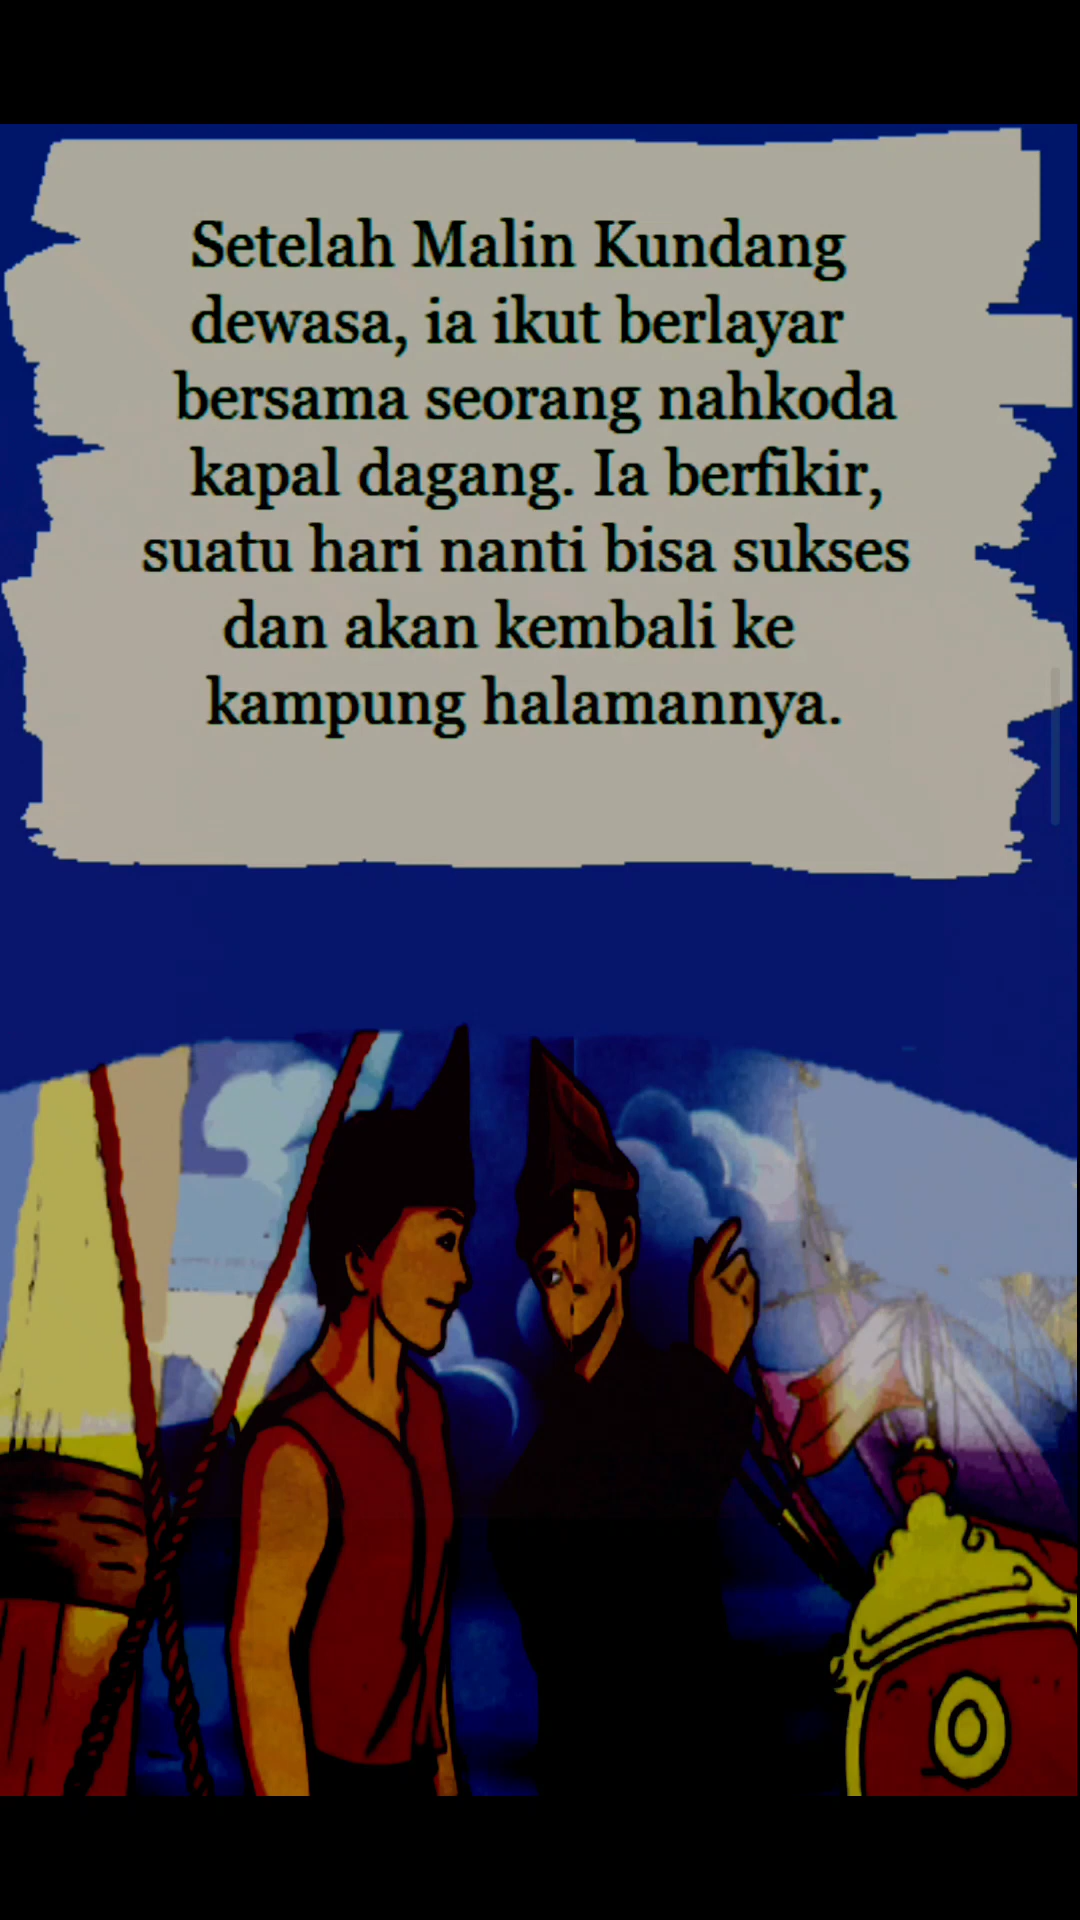 Setelah Malin Kundang
dewasa, ia ikut berlayar
bersama seorang nahkoda
kapal dagang. Ia berfikir,
suatu hari nanti bisa sukses
dan akan kembali ke
kampung halamannya.